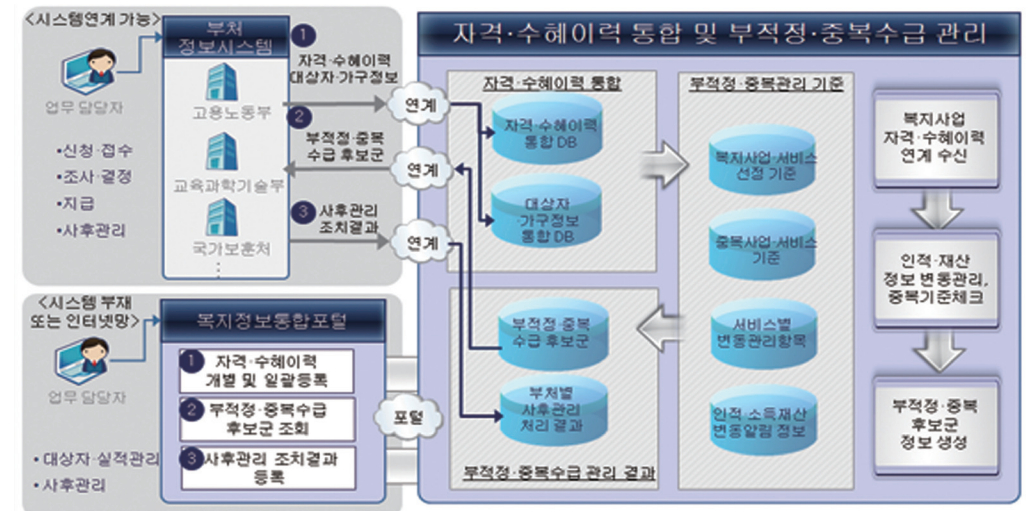 <시스템연계 가능>
업무 담당자
•신청·접수
•조사·결정
•지급
•사후관리
부처
정보시스템
고용노동부
교육과학기술부
국가보훈처
⋮
1
자격·수혜이력
대상자·가구정보
2
부적정·중복
수급 후보군
3
사후관리
조치결과
연계
연계
연계
<시스템 부재
또는 인터넷망>
업무 담당자
•대상자·실적관리
•사후관리
복지정보통합포털
1
자격·수혜이력
개별 및 일괄등록
2
부적정·중복수급
후보군 조회
3
사후관리 조치결과
등록
포털
자격·수혜이력 통합 및 부적정·중복수급 관리
자격·수혜이력 통합
자격·수혜이력
통합 DB
대상자
·가구정보
통합 DB
부적정·중복
수급 후보군
부처별
사후관리
처리 결과
부적정·중복수급 관리 결과
부적정·중복관리 기준
복지사업·서비스
선정 기준
중복사업·서비스
기준
서비스별
변동관리항목
인적·소득재산
변동알림 정보
복지사업
자격·수혜이력
연계 수신
인적·재산
정보 변동관리,
중복기준체크
부적정·중복
후보군
정보 생성